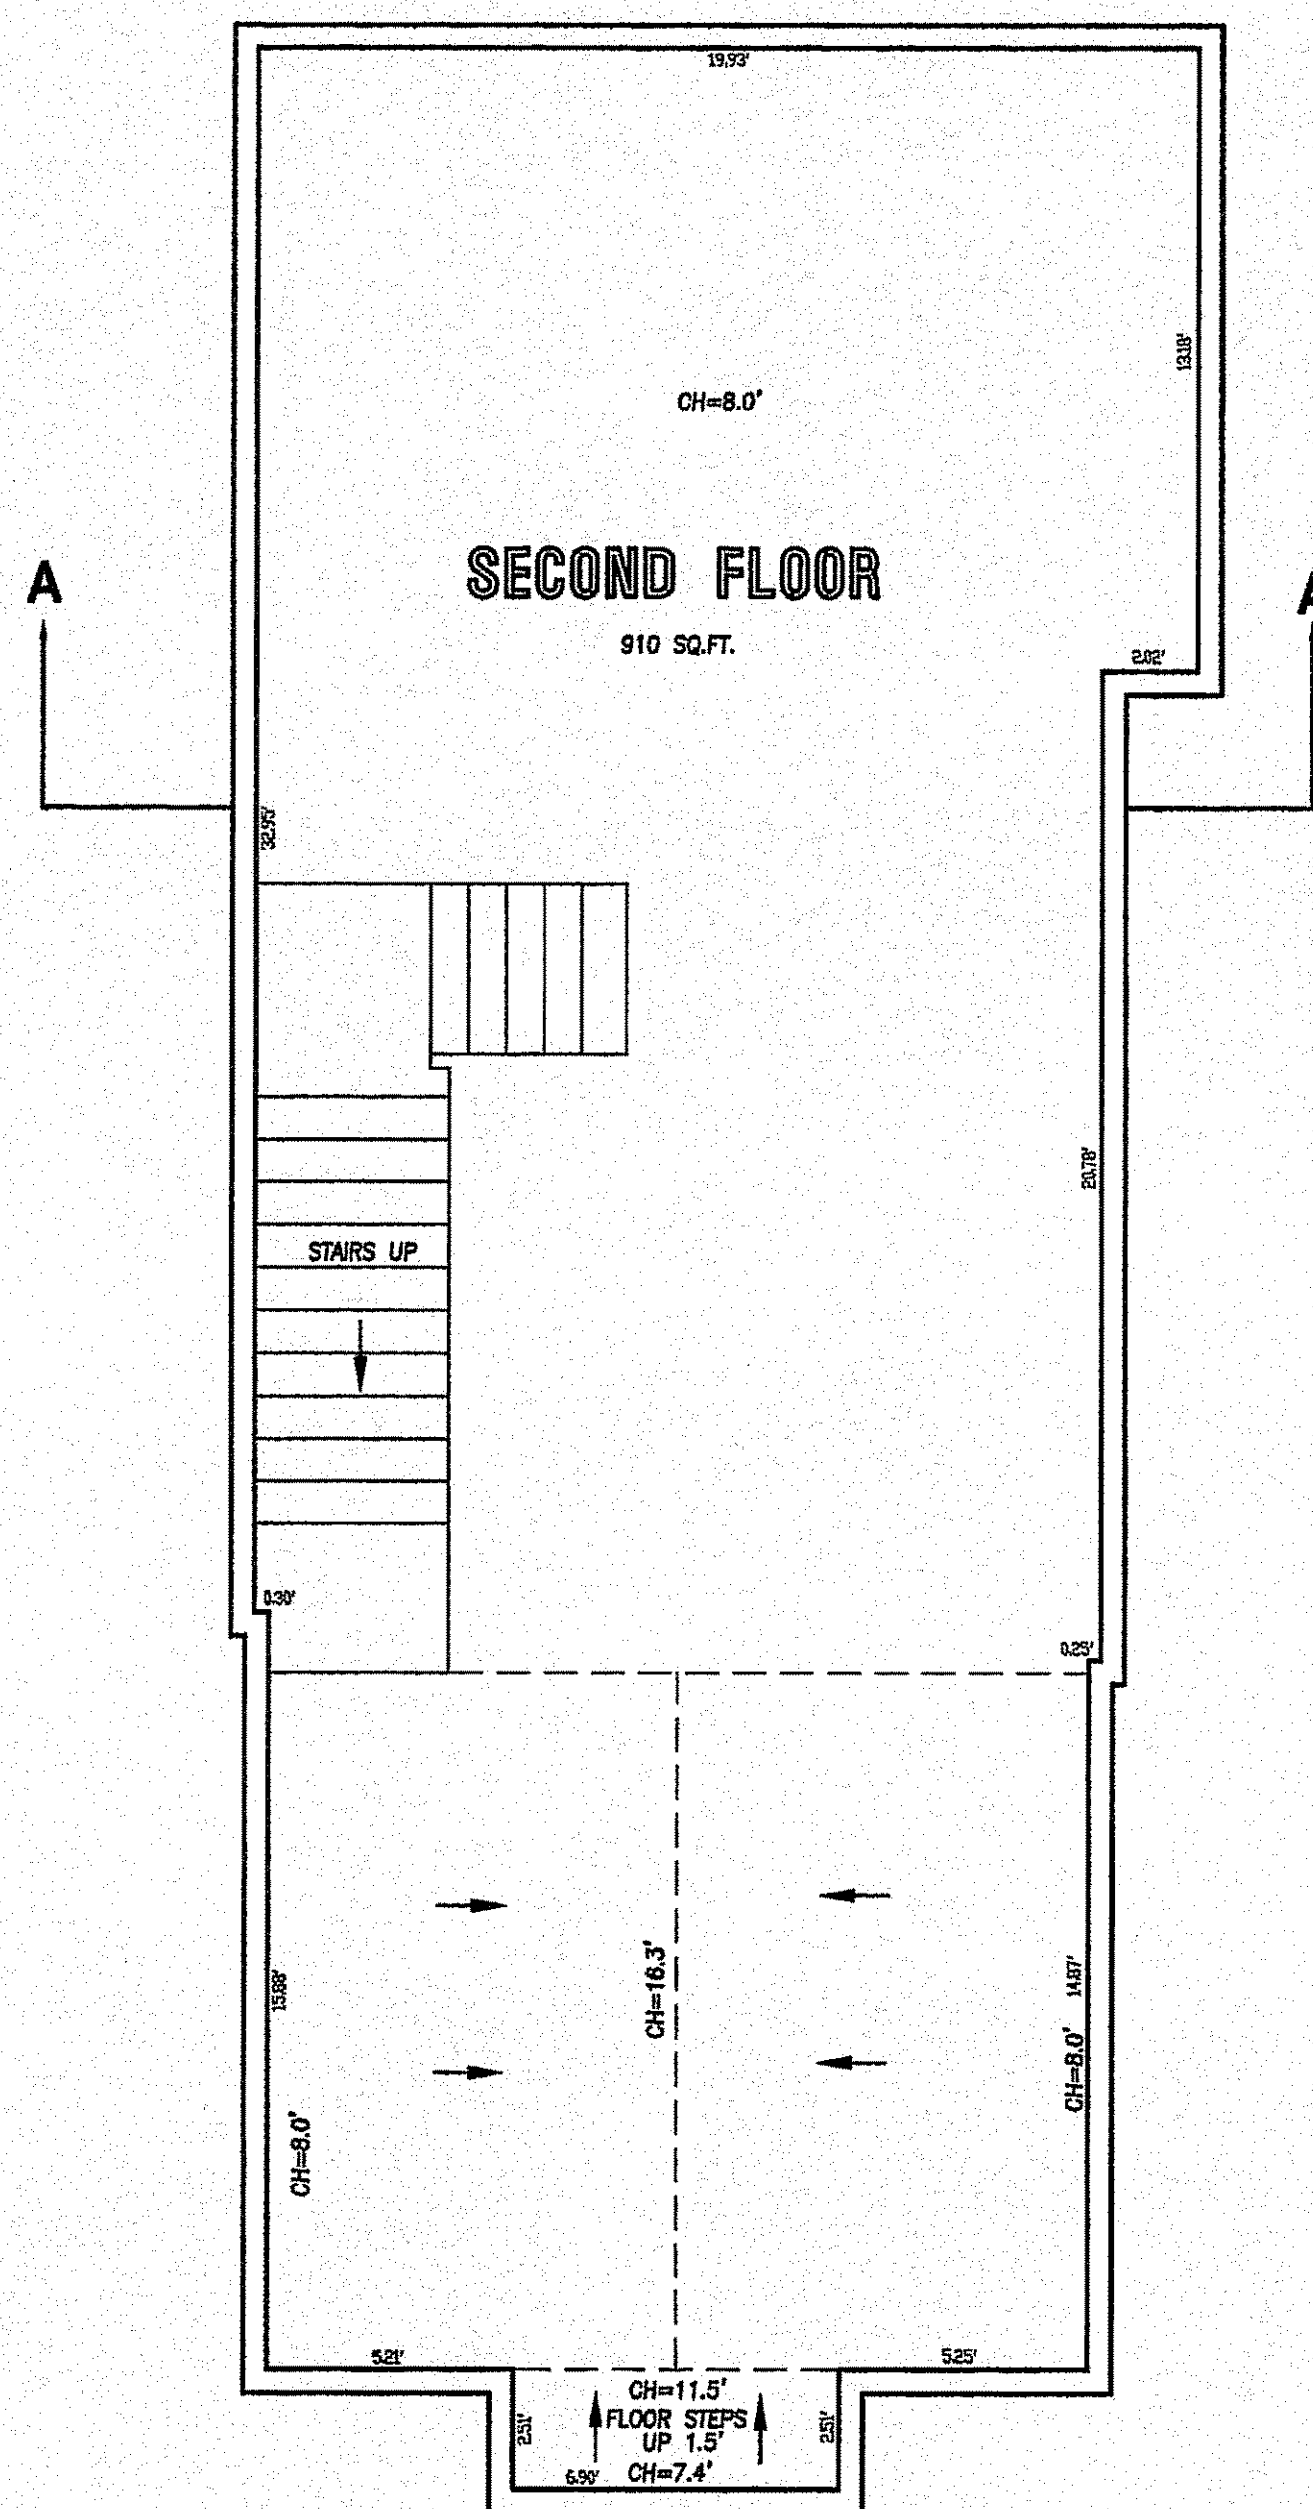 19.93'
13.18'
CH=8.0'
SECOND FLOOR
910 SQ.FT.
A
2.02'
32.95'
20.78'
STAIRS UP
0.30'
0.25'
CH=16.3'
15.88'
14.87'
CH=8.0'
CH=8.0'
5.21'
5.25'
CH=11.5'
FLOOR STEPS
UP 1.5'
2.51'
2.51'
6.90'
CH=7.4'